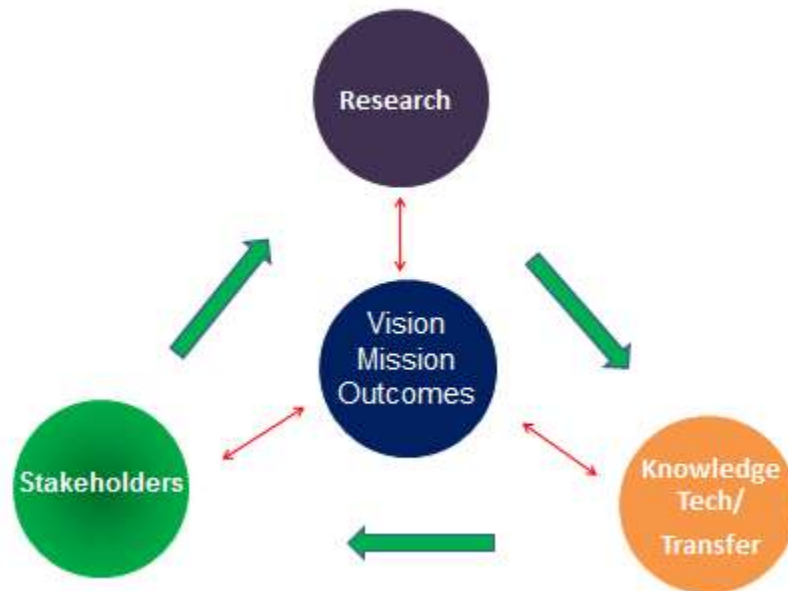 Research
Vision
Mission
Outcomes
Stakeholders
Knowledge
Tech/
Transfer